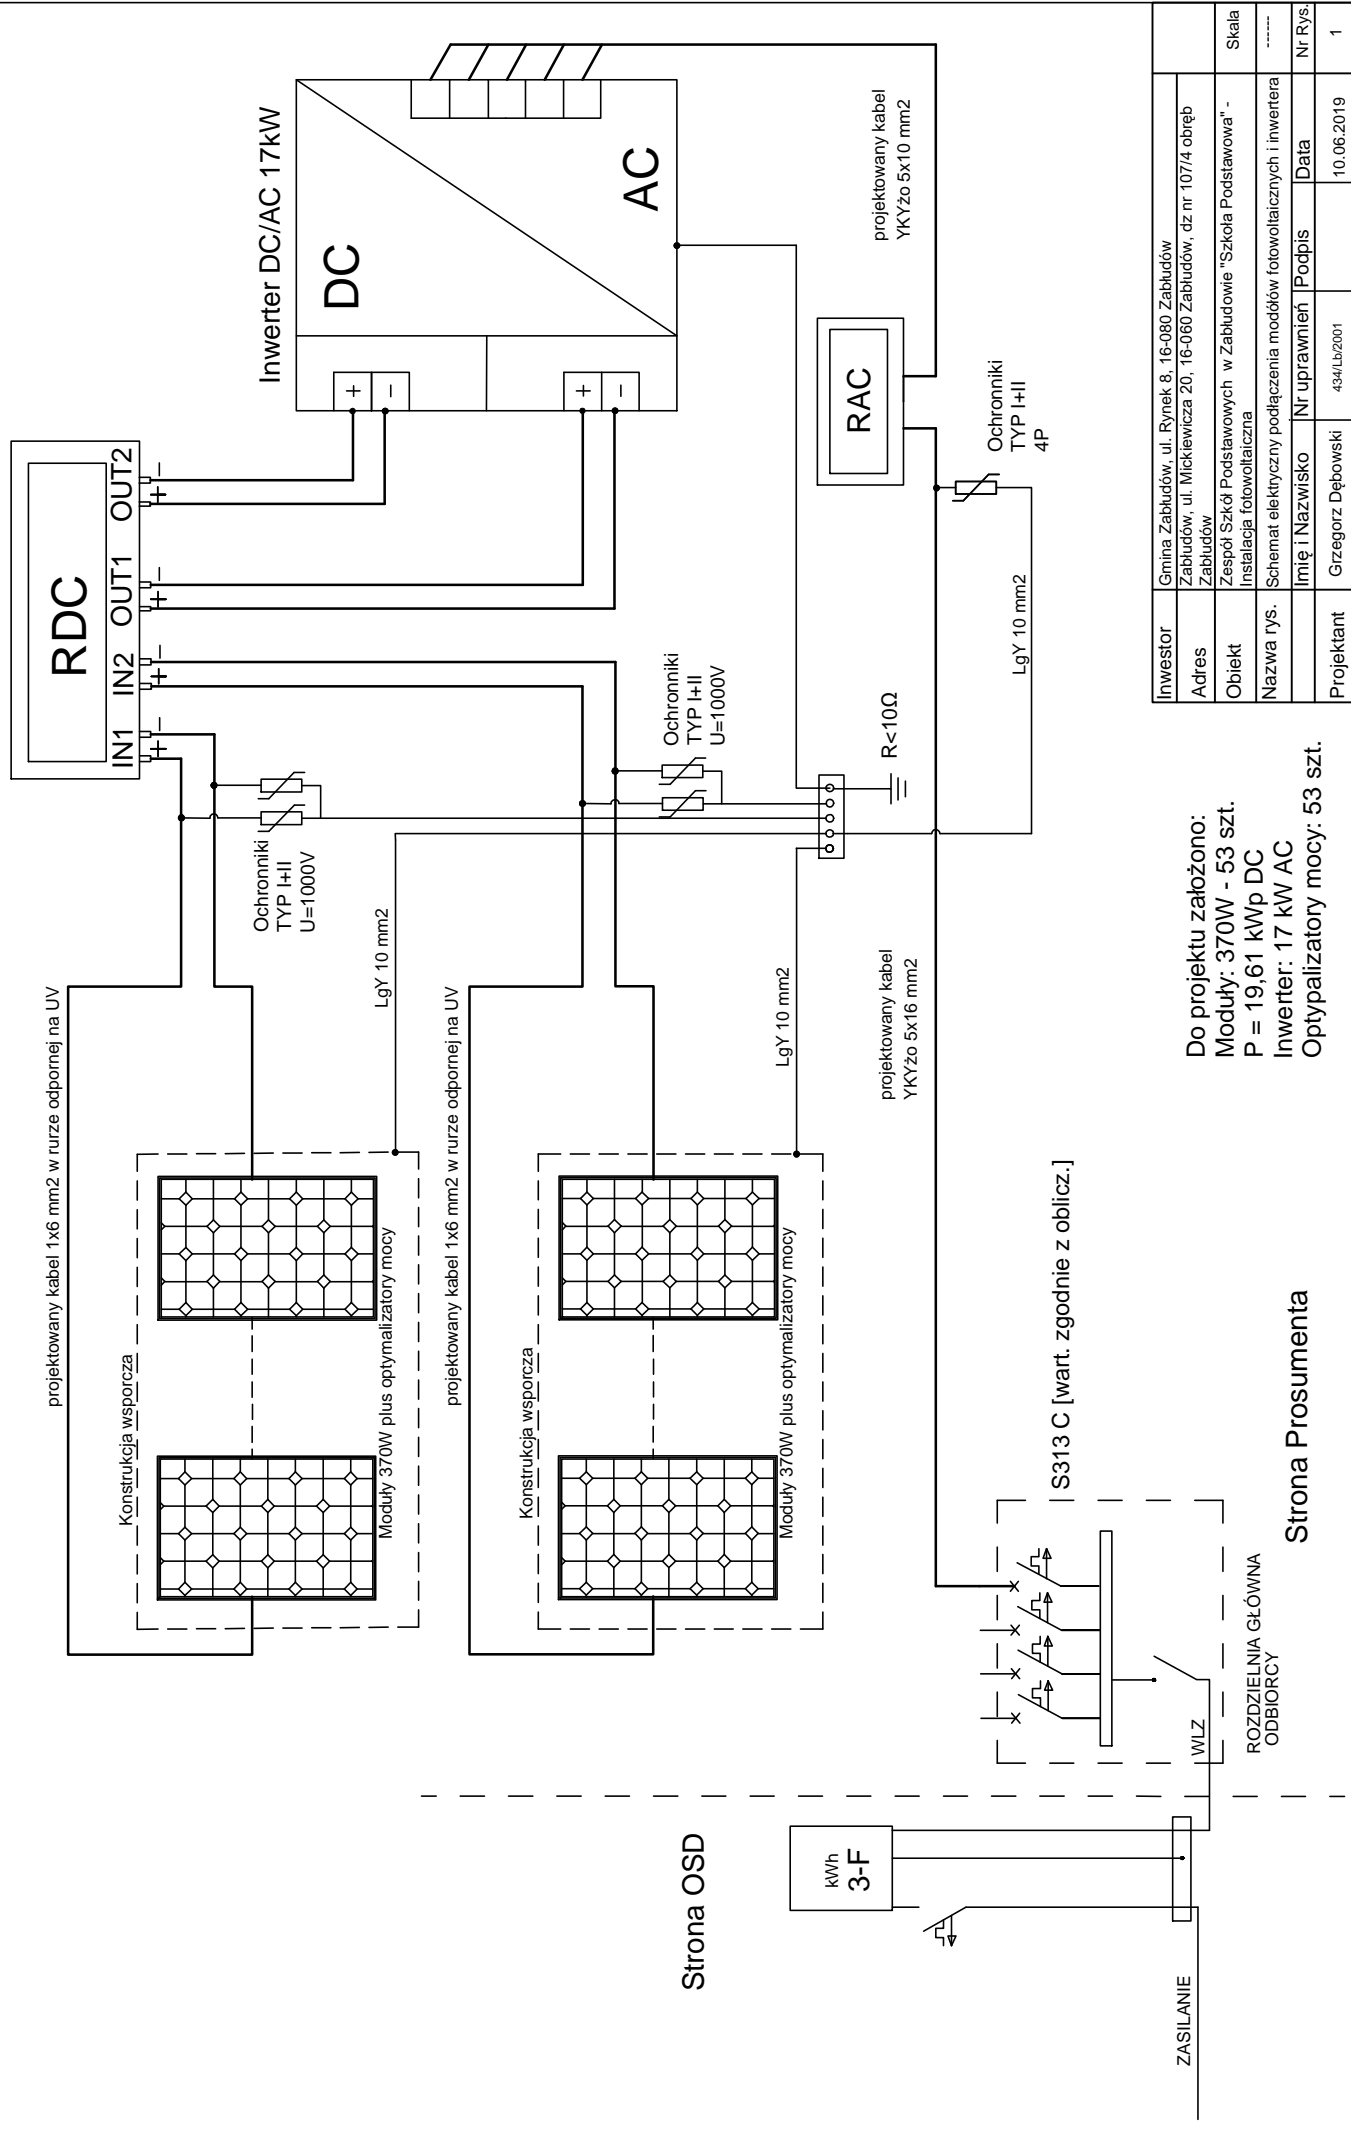 RDC
IN1
IN2
OUT1
OUT2
+
–
+
–
+
–
+
–
Inwerter DC/AC 17kW
DC
AC
+
–
+
–
projektowany kabel 1x6 mm2 w rurze odpornej na UV
Konstrukcja wsporcza
Moduły 370W plus optymalizatory mocy
Ochronniki
TYP I+II
U=1000V
LgY 10 mm2
projektowany kabel 1x6 mm2 w rurze odpornej na UV
Konstrukcja wsporcza
Moduły 370W plus optymalizatory mocy
Ochronniki
TYP I+II
U=1000V
LgY 10 mm2
R<10Ω
projektowany kabel
YKYżo 5x10 mm2
RAC
Ochronniki
TYP I+II
4P
LgY 10 mm2
projektowany kabel
YKYżo 5x16 mm2
S313 C [wart. zgodnie z oblicz.]
WLZ
ROZDZIELNIA GŁÓWNA
ODBIORCY
Strona OSD
kWh
3-F
ZASILANIE
Strona Prosumenta
Do projektu założono:
Moduły: 370W - 53 szt.
P = 19,61 kWp DC
Inwerter: 17 kW AC
Optypalizatory mocy: 53 szt.
Inwestor
Gmina Zabłudów, ul. Rynek 8, 16-080 Zabłudów
Adres
Zabłudów, ul. Mickiewicza 20, 16-060 Zabłudów, dz nr 107/4 obręb
Zabłudów
Obiekt
Zespół Szkół Podstawowych w Zabłudowie "Szkoła Podstawowa" -
Instalacja fotowoltaiczna
Skala
Nazwa rys.
Schemat elektryczny podłączenia modółów fotowoltaicznych i inwertera
------
Imię i Nazwisko
Nr uprawnień
Podpis
Data
Nr Rys.
Projektant
Grzegorz Dębowski
434/Lb/2001
10.06.2019
1